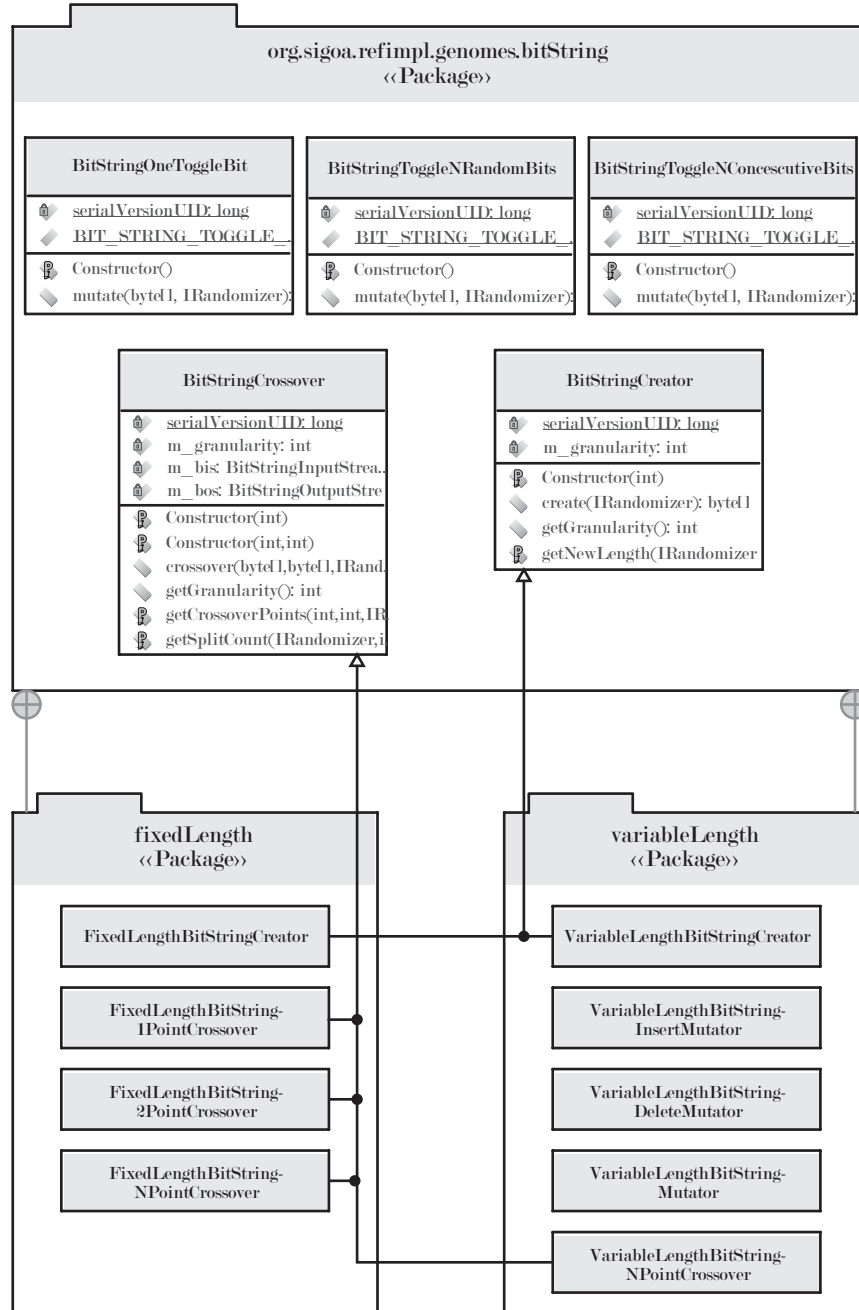 org.sigoa.refimpl.genomes.bitString
‹‹Package››
BitStringOneToggleBit
serialVersionUID: long
BIT_STRING_TOGGLE_.
Constructor()
mutate(byte[], IRandomizer):
BitStringToggleNRandomBits
serialVersionUID: long
BIT_STRING_TOGGLE_.
Constructor()
mutate(byte[], IRandomizer):
BitStringToggleNConcescutiveBits
serialVersionUID: long
BIT_STRING_TOGGLE_.
Constructor()
mutate(byte[], IRandomizer):
BitStringCrossover
serialVersionUID: long
m_granularity: int
m_bis: BitStringInputStrea..
m_bos: BitStringOutputStre
Constructor(int)
Constructor(int,int)
crossover(byte[],byte[],IRand.
getGranularity(): int
getCrossoverPoints(int,int,IR
getSplitCount(IRandomizer,i.
BitStringCreator
serialVersionUID: long
m_granularity: int
Constructor(int)
create(IRandomizer): byte[]
getGranularity(): int
getNewLength(IRandomizer
fixedLength
‹‹Package››
FixedLengthBitStringCreator
FixedLengthBitString-
1PointCrossover
FixedLengthBitString-
2PointCrossover
FixedLengthBitString-
NPointCrossover
variableLength
‹‹Package››
VariableLengthBitStringCreator
VariableLengthBitString-
InsertMutator
VariableLengthBitString-
DeleteMutator
VariableLengthBitString-
Mutator
VariableLengthBitString-
NPointCrossover